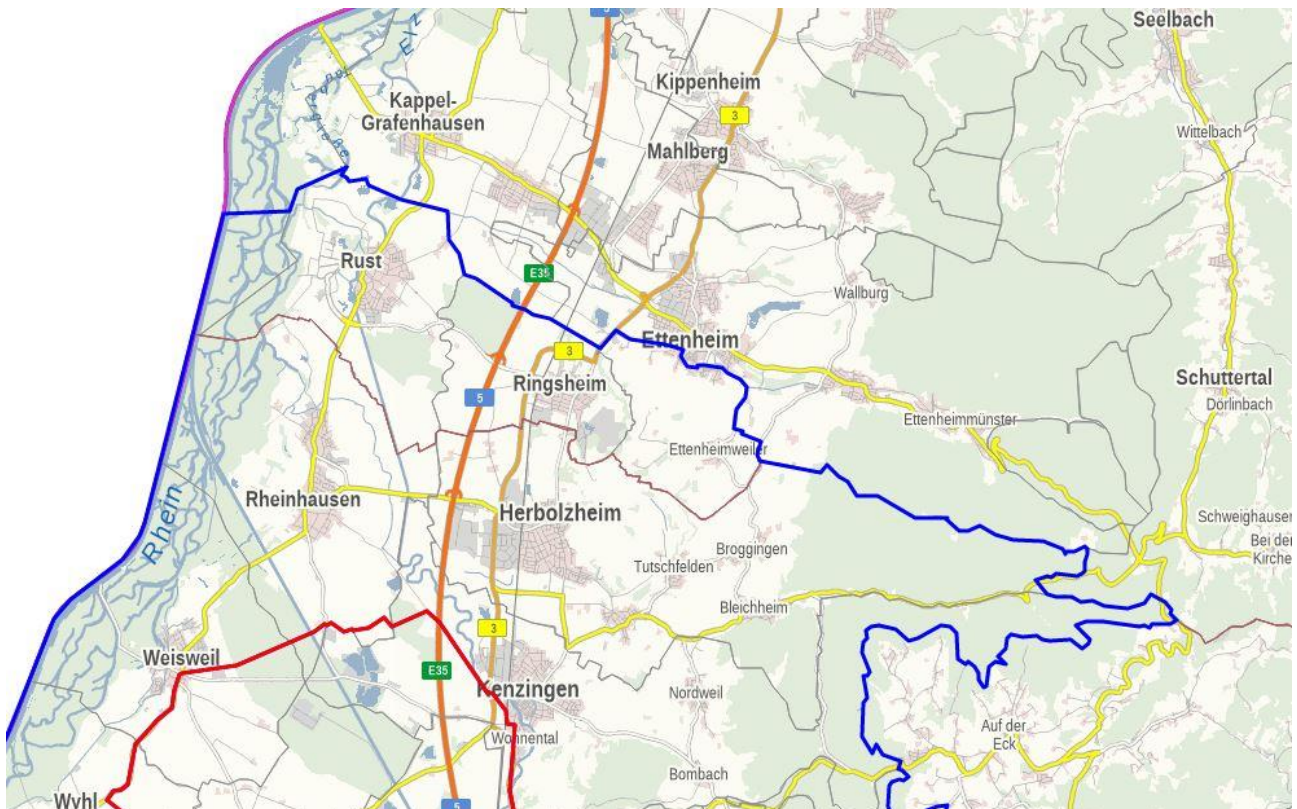 5
Seelbach
Elz
Kippenheim
Kappel-
Grafenhausen
3
Wittelbach
Mahlberg
Rust
E35
Wallburg
Ettenheim
3
Ringsheim
Schuttertal
Dörlinbach
5
Ettenheimmünster
Ettenheimweiler
Rhein
Rheinhausen
Herbolzheim
Schweighausen
Bei der
Kirche
Broggingen
Tutschfelden
Bleichheim
3
Weisweil
E35
Kenzingen
Nordweil
Auf der
Eck
Wonnental
Bombach
Wyhl
5